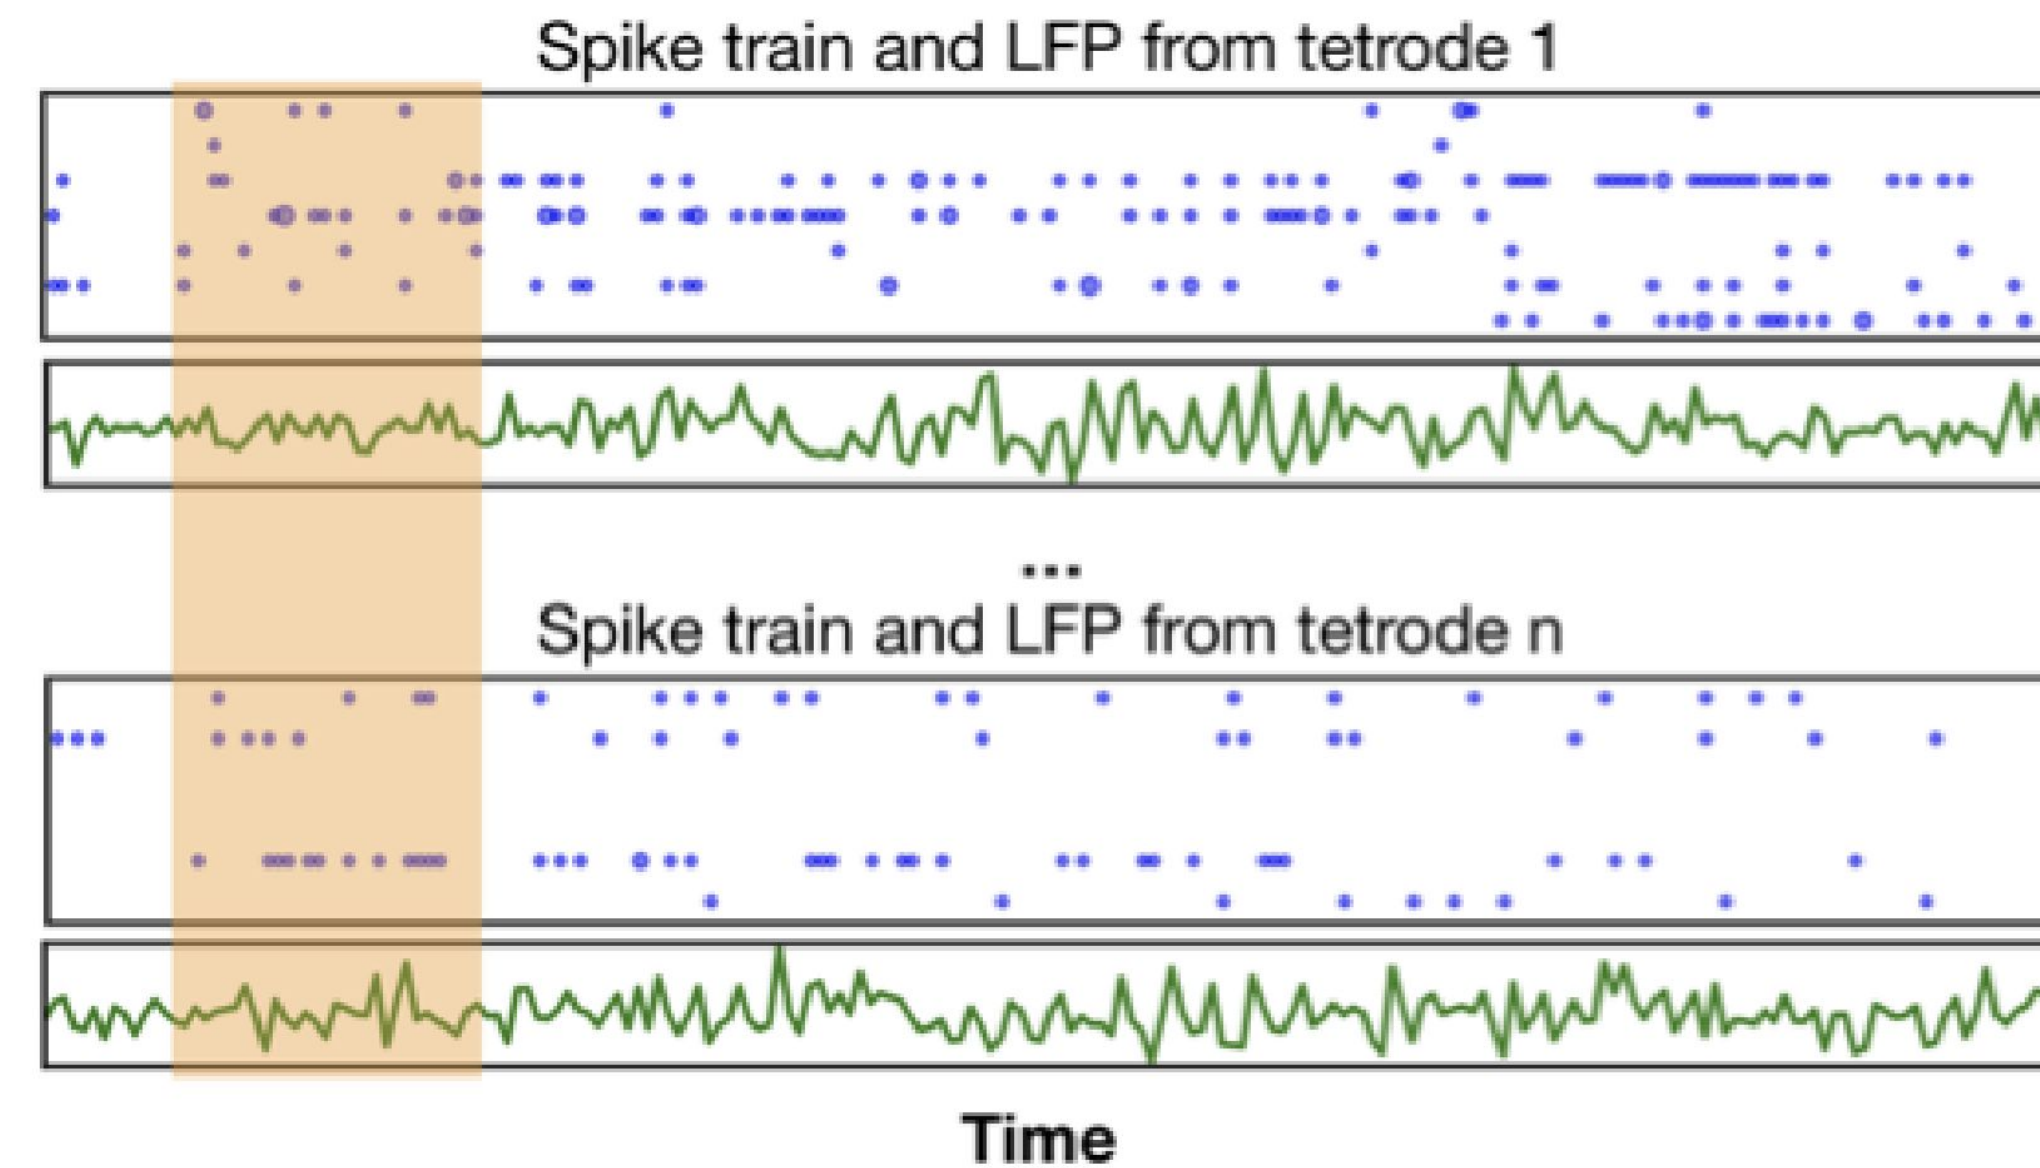 Spike train and LFP from tetrode 1
...
Spike train and LFP from tetrode n
Time